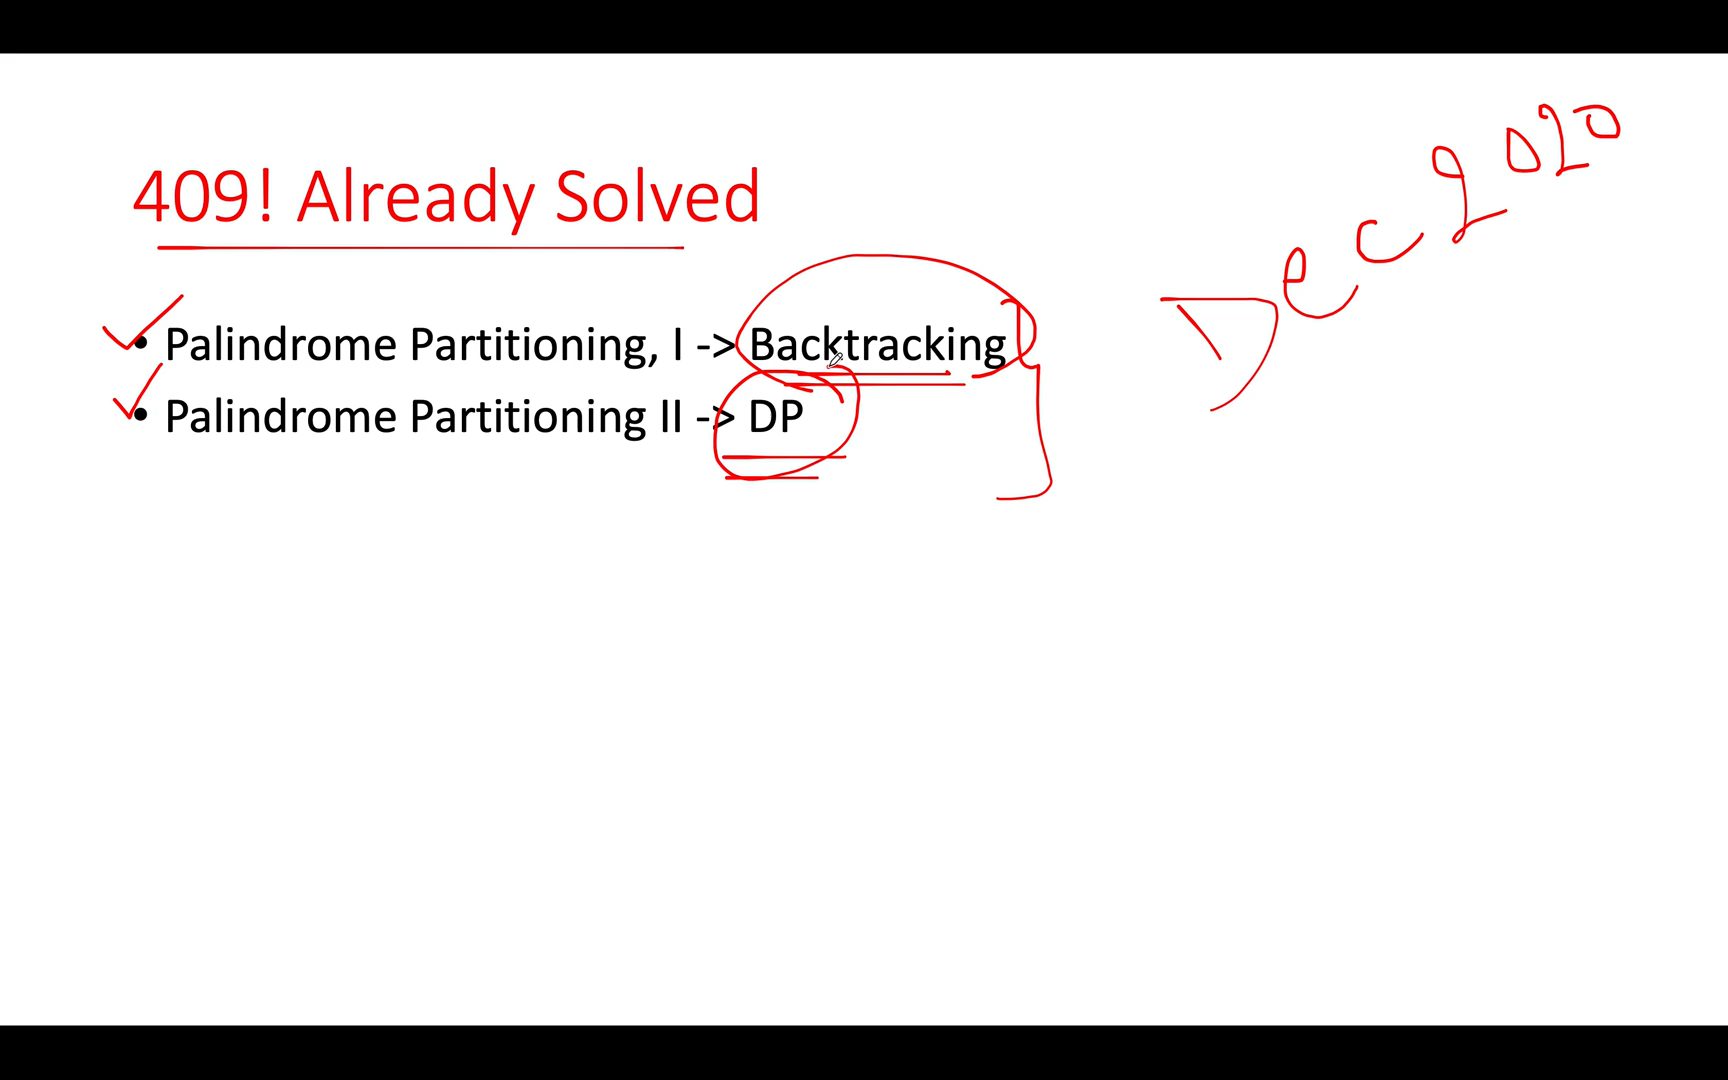 409! Already Solved
Dec 2020
• Palindrome Partitioning, I -> Backtracking
• Palindrome Partitioning II -> DP